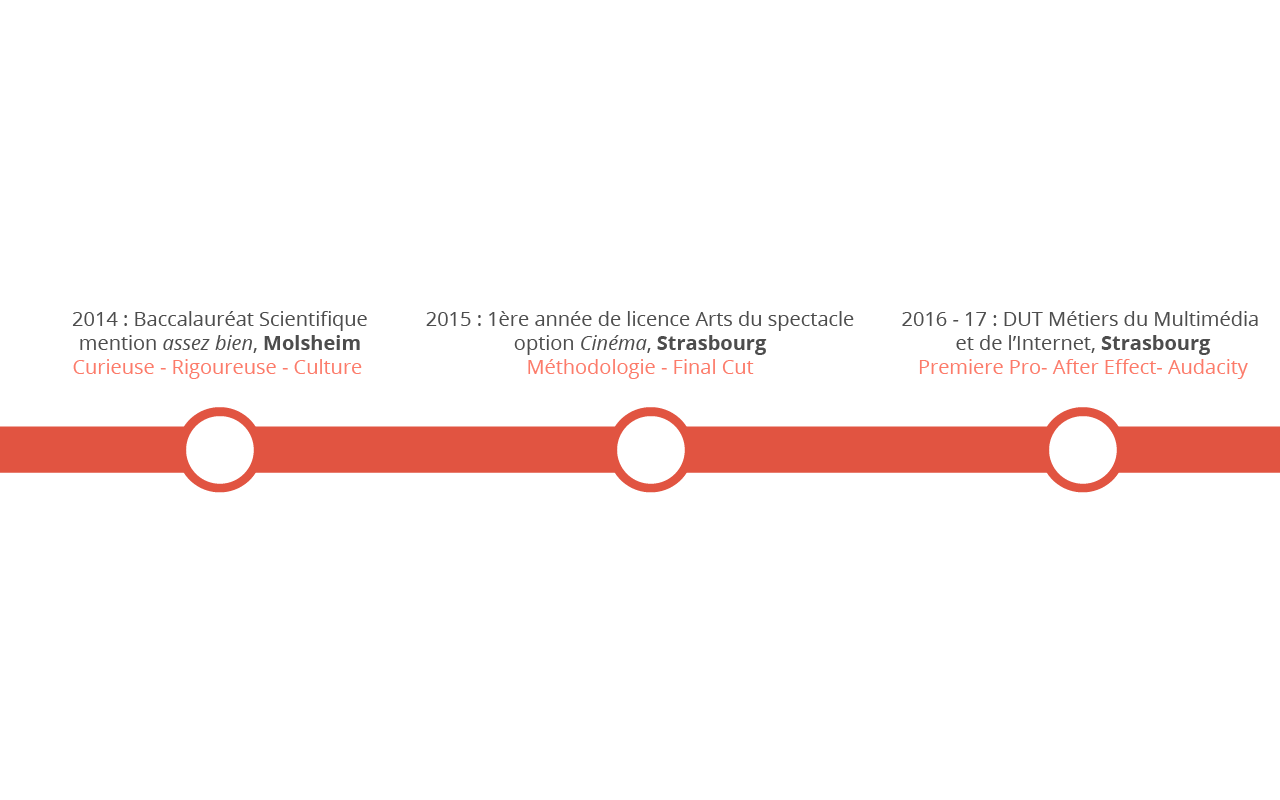 2014 : Baccalauréat Scientifique
mention assez bien, Molsheim
Curieuse - Rigoureuse - Culture
2015 : 1ère année de licence Arts du spectacle
option Cinéma, Strasbourg
Méthodologie - Final Cut
2016 - 17 : DUT Métiers du Multimédia
et de l’Internet, Strasbourg
Premiere Pro- After Effect- Audacity